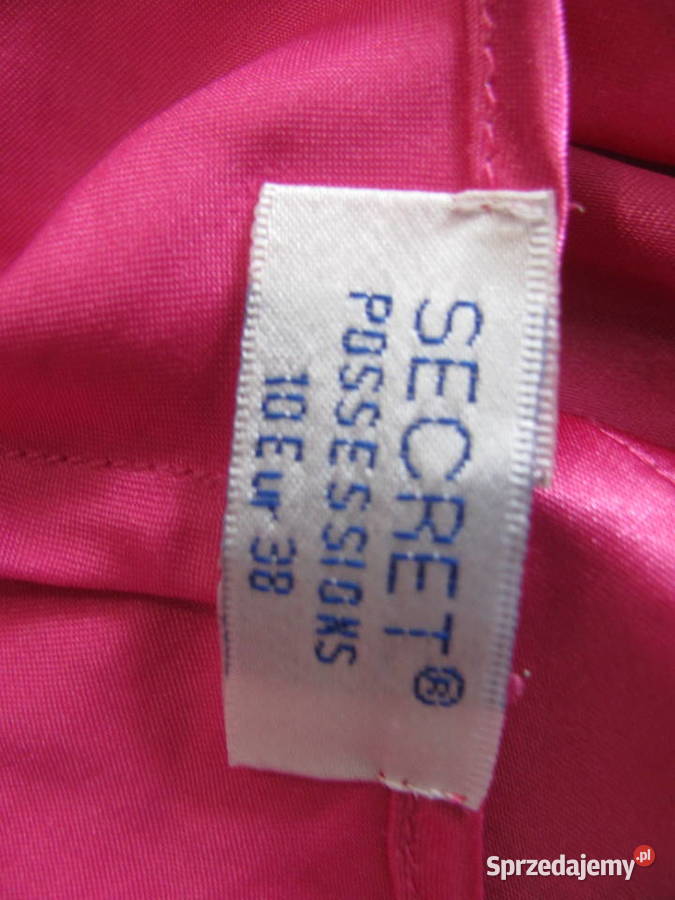 SECRET®
POSSESSIONS
10 Eur 38
Sprzedajemy.pl